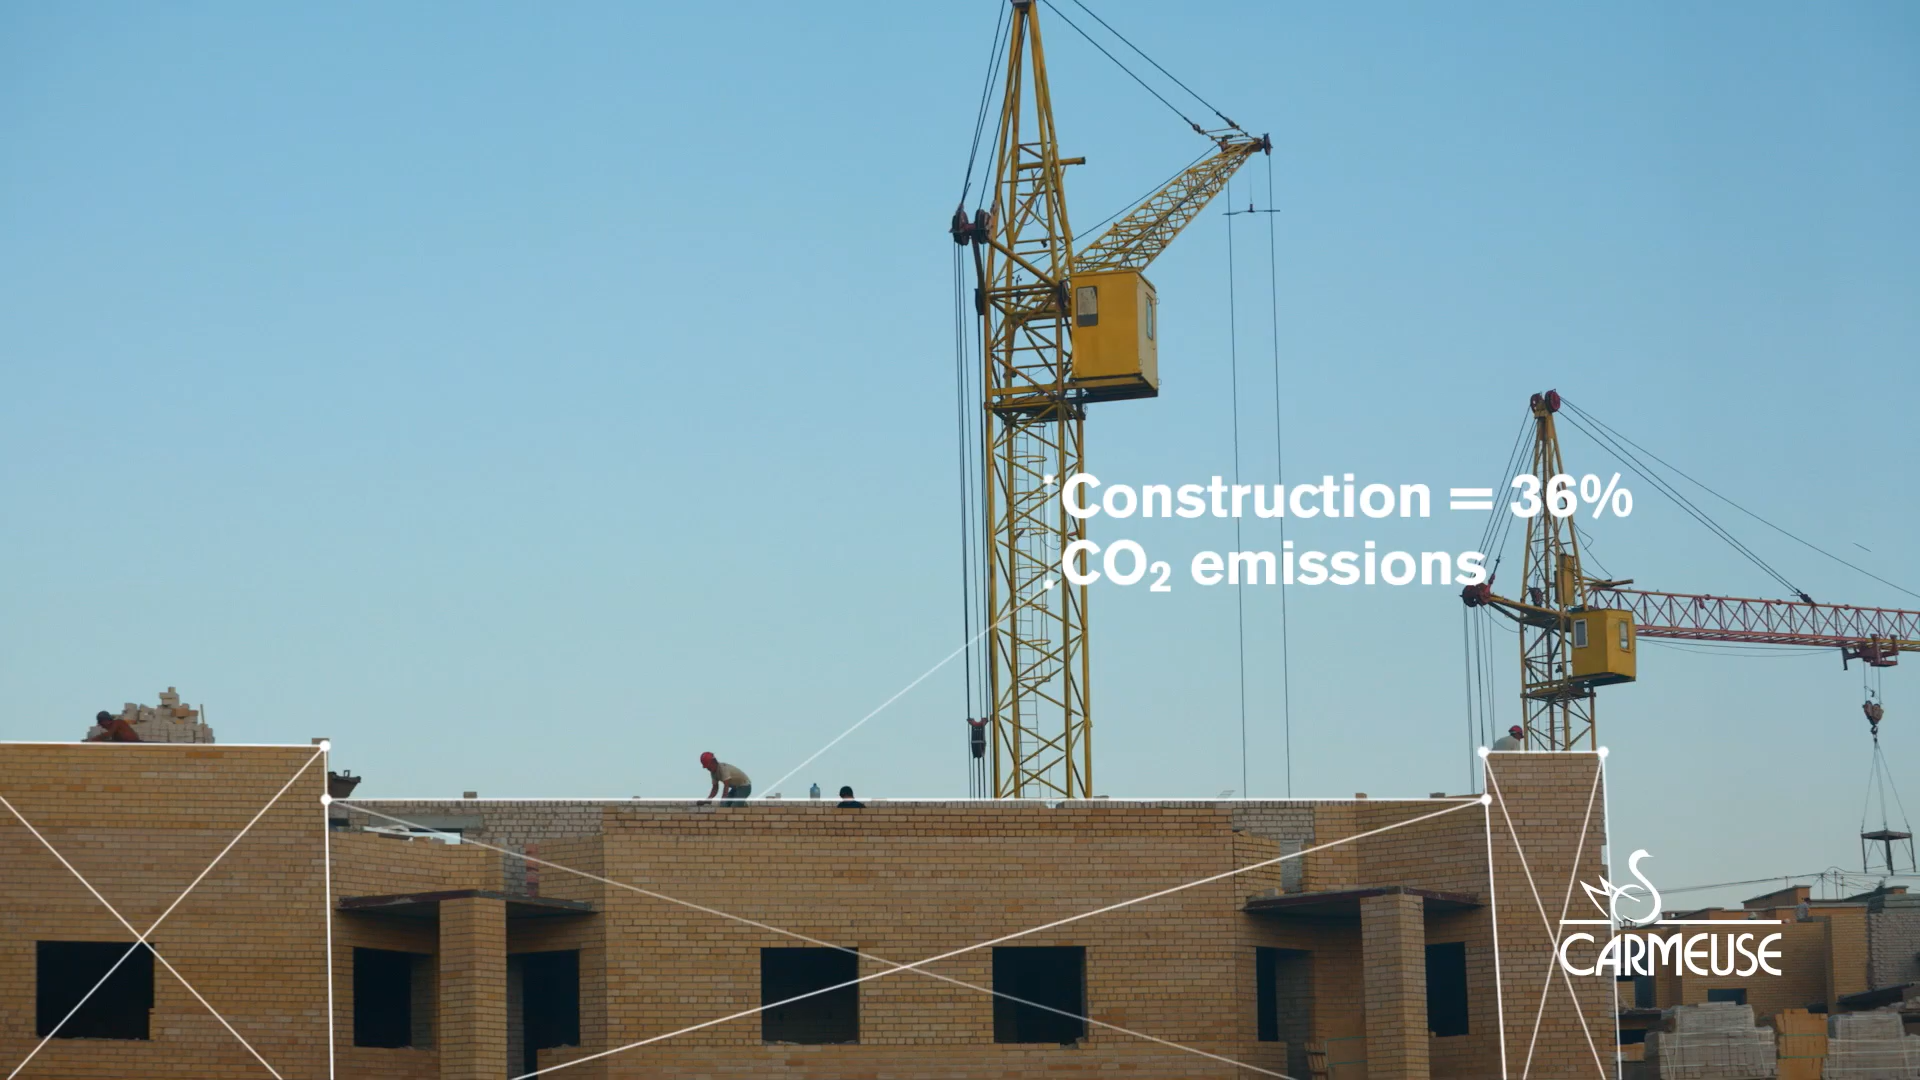 Construction = 36%
CO₂ emissions
CARMEUSE